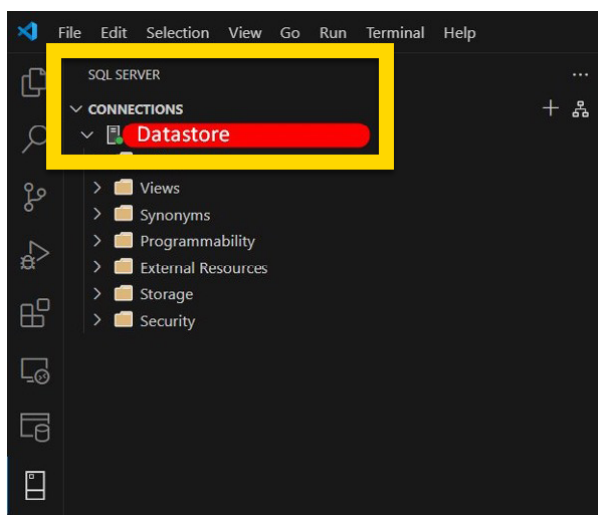 File Edit Selection View Go Run Terminal Help
SQL SERVER
CONNECTIONS
Datastore
Views
Synonyms
Programmability
External Resources
Storage
Security